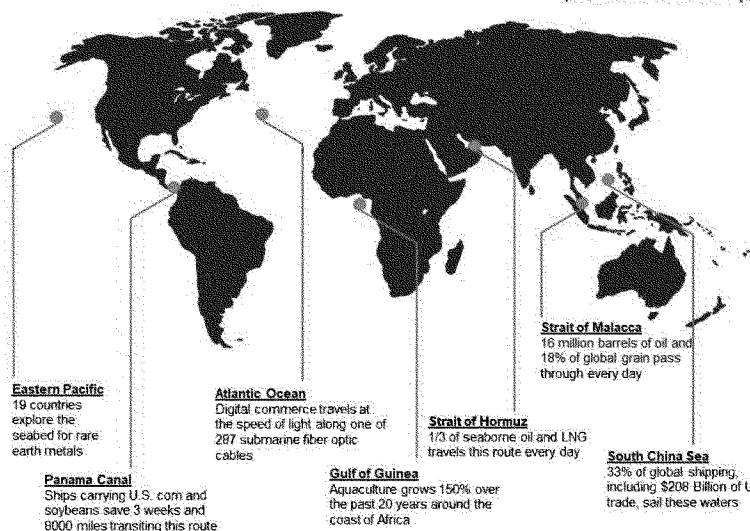 Eastern Pacific
19 countries
explore the
seabed for rare
earth metals
Panama Canal
Ships carrying U.S. corn and
soybeans save 3 weeks and
8000 miles transiting this route
Atlantic Ocean
Digital commerce travels at
the speed of light along one of
297 submarine fiber optic
cables
Gulf of Guinea
Aquaculture grows 150% over
the past 20 years around the
coast of Africa
Strait of Hormuz
1/3 of seaborne oil and LNG
travels this route every day
Strait of Malacca
16 million barrels of oil and
18% of global grain pass
through every day
South China Sea
33% of global shipping,
including $208 Billion of U
trade, sail these waters